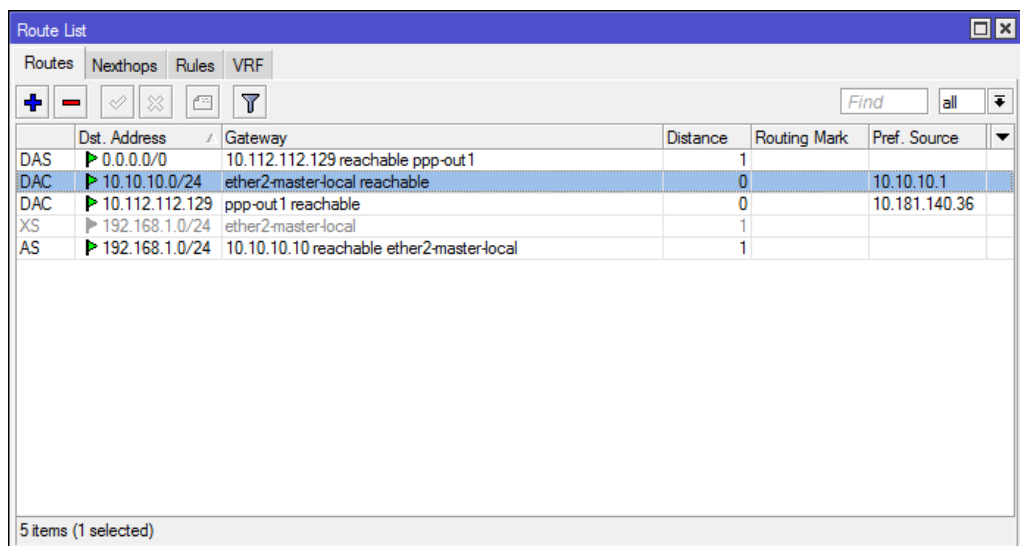 Route List
Routes Nexthops Rules VRF
Find all
Dst. Address Gateway Distance Routing Mark Pref. Source
DAS 0.0.0.0/0 10.112.112.129 reachable ppp-out1 1
DAC 10.10.10.0/24 ether2-master-local reachable 0 10.10.10.1
DAC 10.112.112.129 ppp-out1 reachable 0 10.181.140.36
XS 192.168.1.0/24 ether2-master-local 1
AS 192.168.1.0/24 10.10.10.10 reachable ether2-master-local 1
5 items (1 selected)